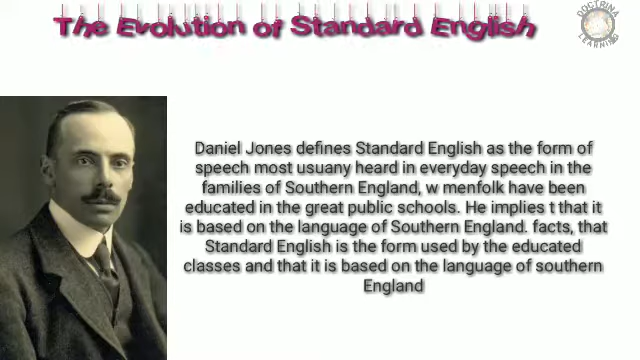 The Evolution of Standard English
DOCTRINA
LEARNING
Daniel Jones defines Standard English as the form of
speech most usuany heard in everyday speech in the
families of Southern England, w menfolk have been
educated in the great public schools. He implies t that it
is based on the language of Southern England. facts, that
Standard English is the form used by the educated
classes and that it is based on the language of southern
England